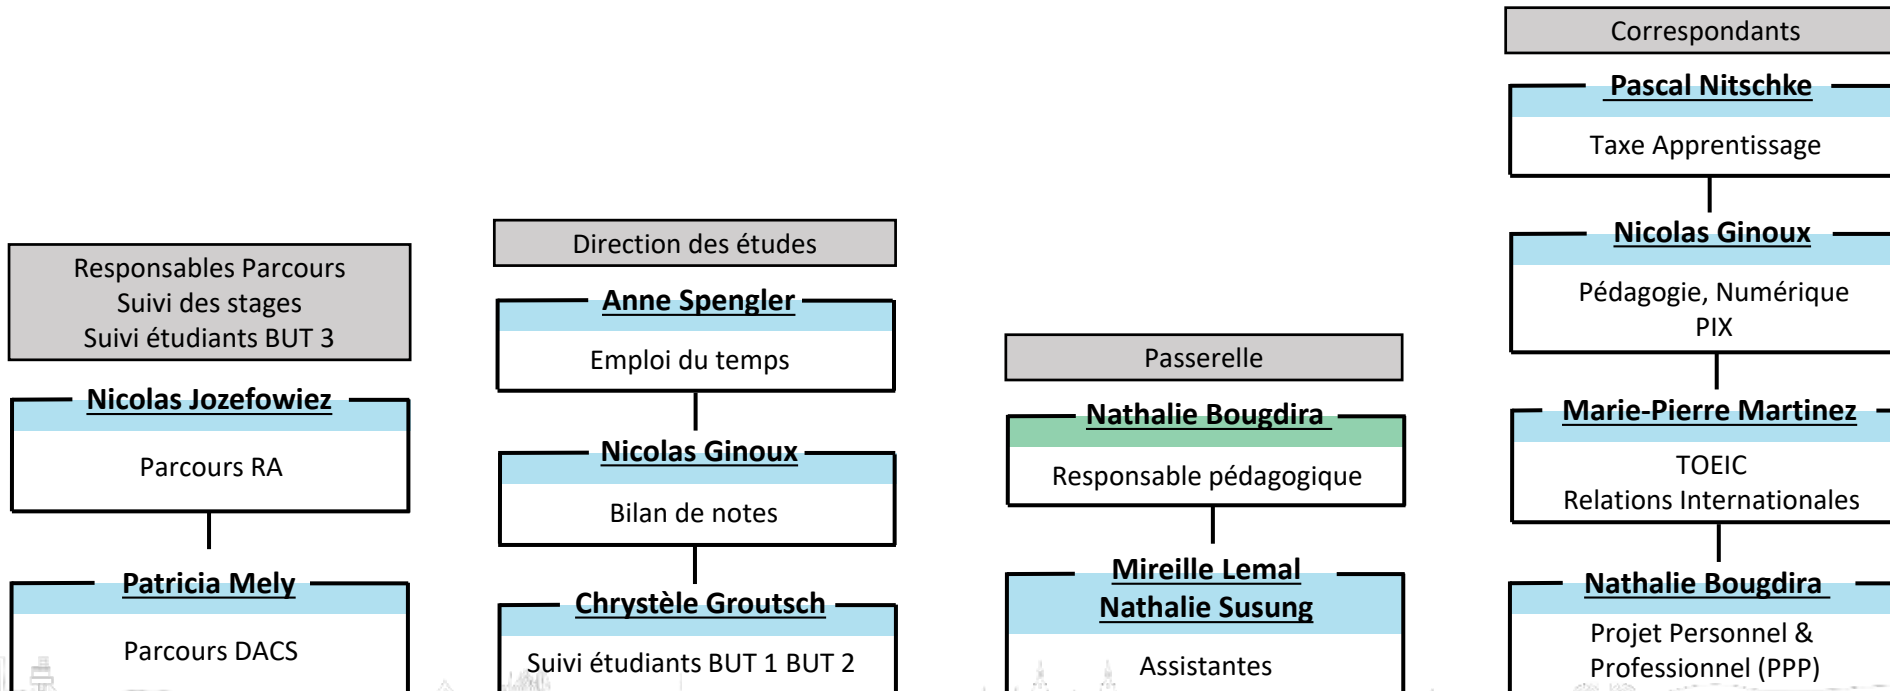 Responsables Parcours
Suivi des stages
Suivi étudiants BUT 3
Nicolas Jozefowiez
Parcours RA
Patricia Mely
Parcours DACS
Direction des études
Anne Spengler
Emploi du temps
Nicolas Ginoux
Bilan de notes
Chrystèle Groutsch
Suivi étudiants BUT 1 BUT 2
Passerelle
Nathalie Bougdira
Responsable pédagogique
Mireille Lemal
Nathalie Susung
Assistantes
Correspondants
Pascal Nitschke
Taxe Apprentissage
Nicolas Ginoux
Pédagogie, Numérique
PIX
Marie-Pierre Martinez
TOEIC
Relations Internationales
Nathalie Bougdira
Projet Personnel &
Professionnel (PPP)